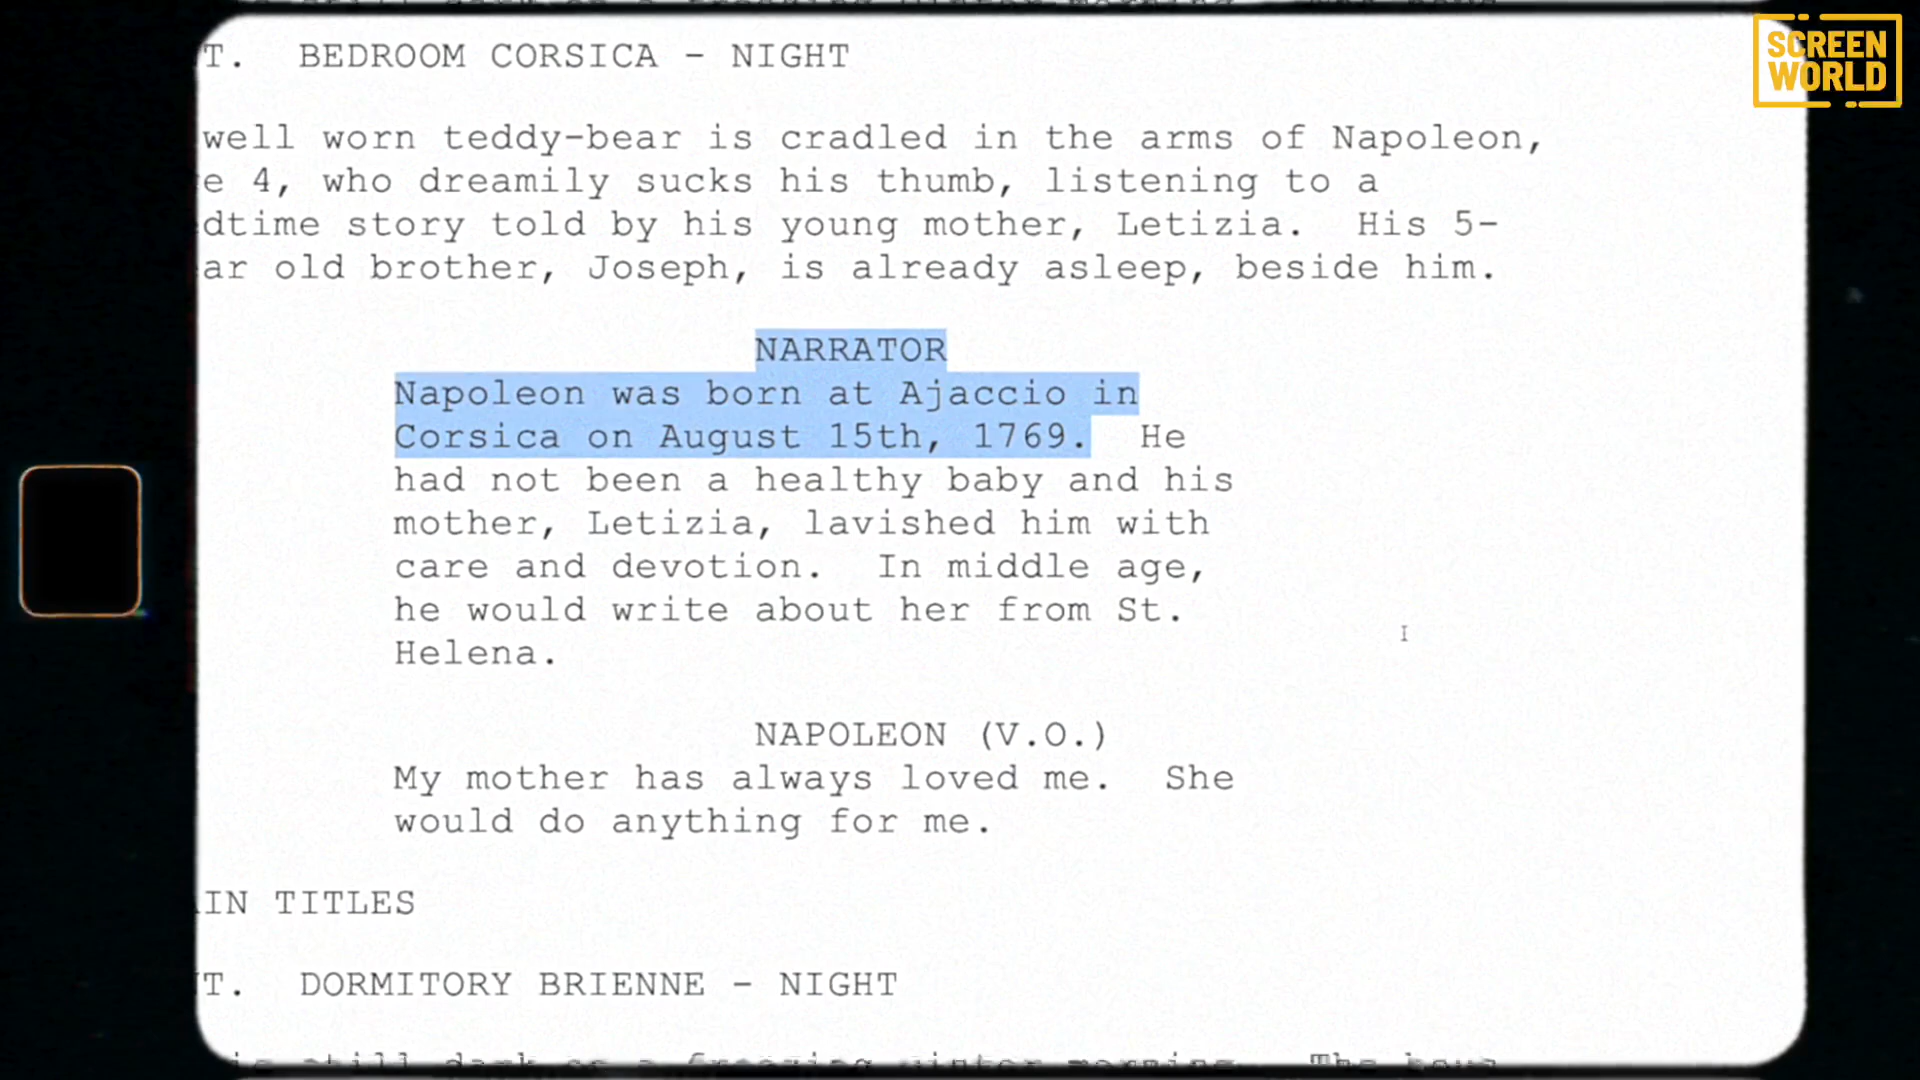 T. BEDROOM CORSICA - NIGHT
SCREEN
WORLD
well worn teddy-bear is cradled in the arms of Napoleon,
e 4, who dreamily sucks his thumb, listening to a
dtime story told by his young mother, Letizia. His 5-
ar old brother, Joseph, is already asleep, beside him.
NARRATOR
Napoleon was born at Ajaccio in
Corsica on August 15th, 1769. He
had not been a healthy baby and his
mother, Letizia, lavished him with
care and devotion. In middle age,
he would write about her from St.
Helena.
NAPOLEON (V.O.)
My mother has always loved me. She
would do anything for me.
IN TITLES
T. DORMITORY BRIENNE - NIGHT